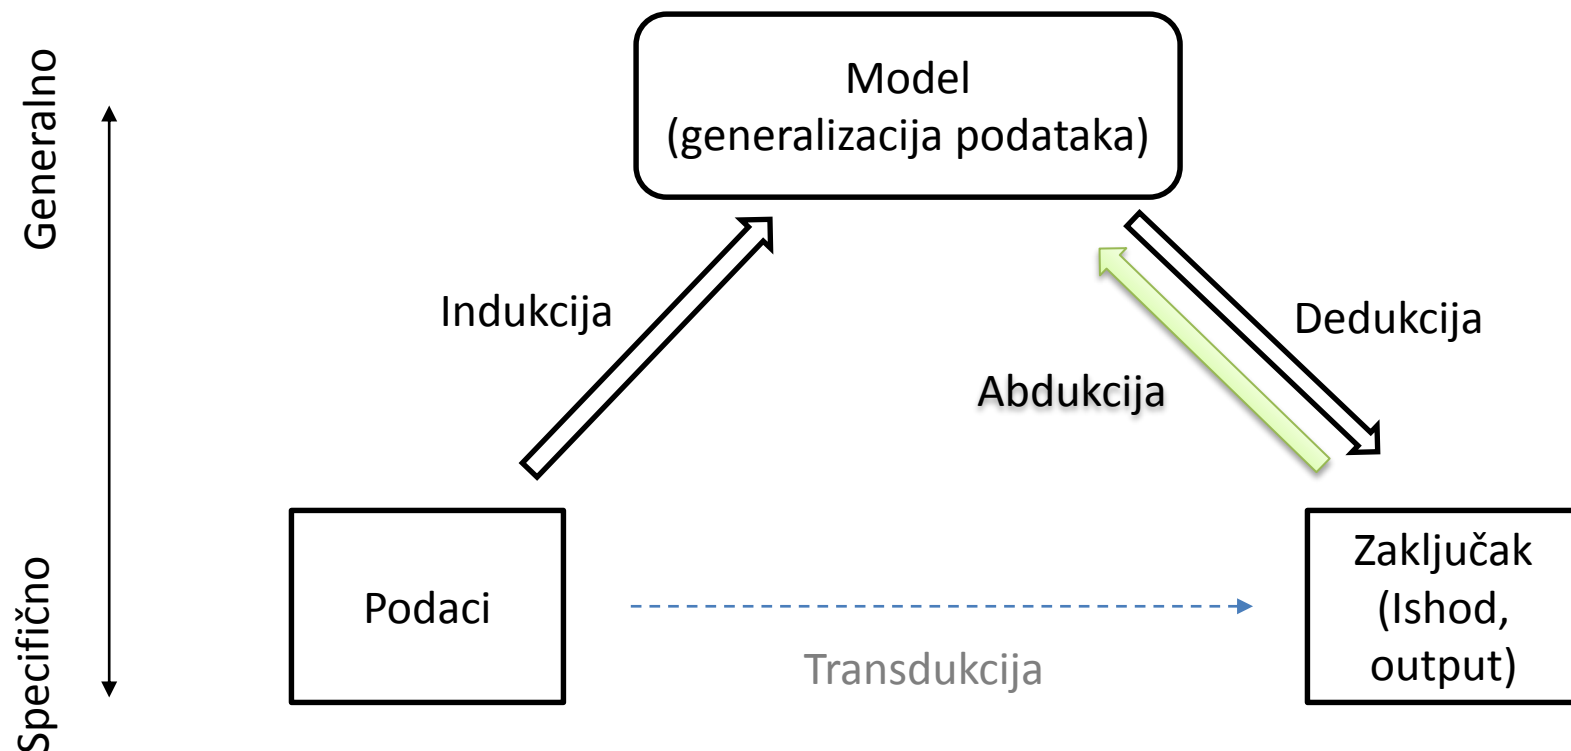 Generalno
Model
(generalizacija podataka)
Indukcija
Dedukcija
Abdukcija
Specifično
Podaci
Transdukcija
Zaključak
(Ishod,
output)